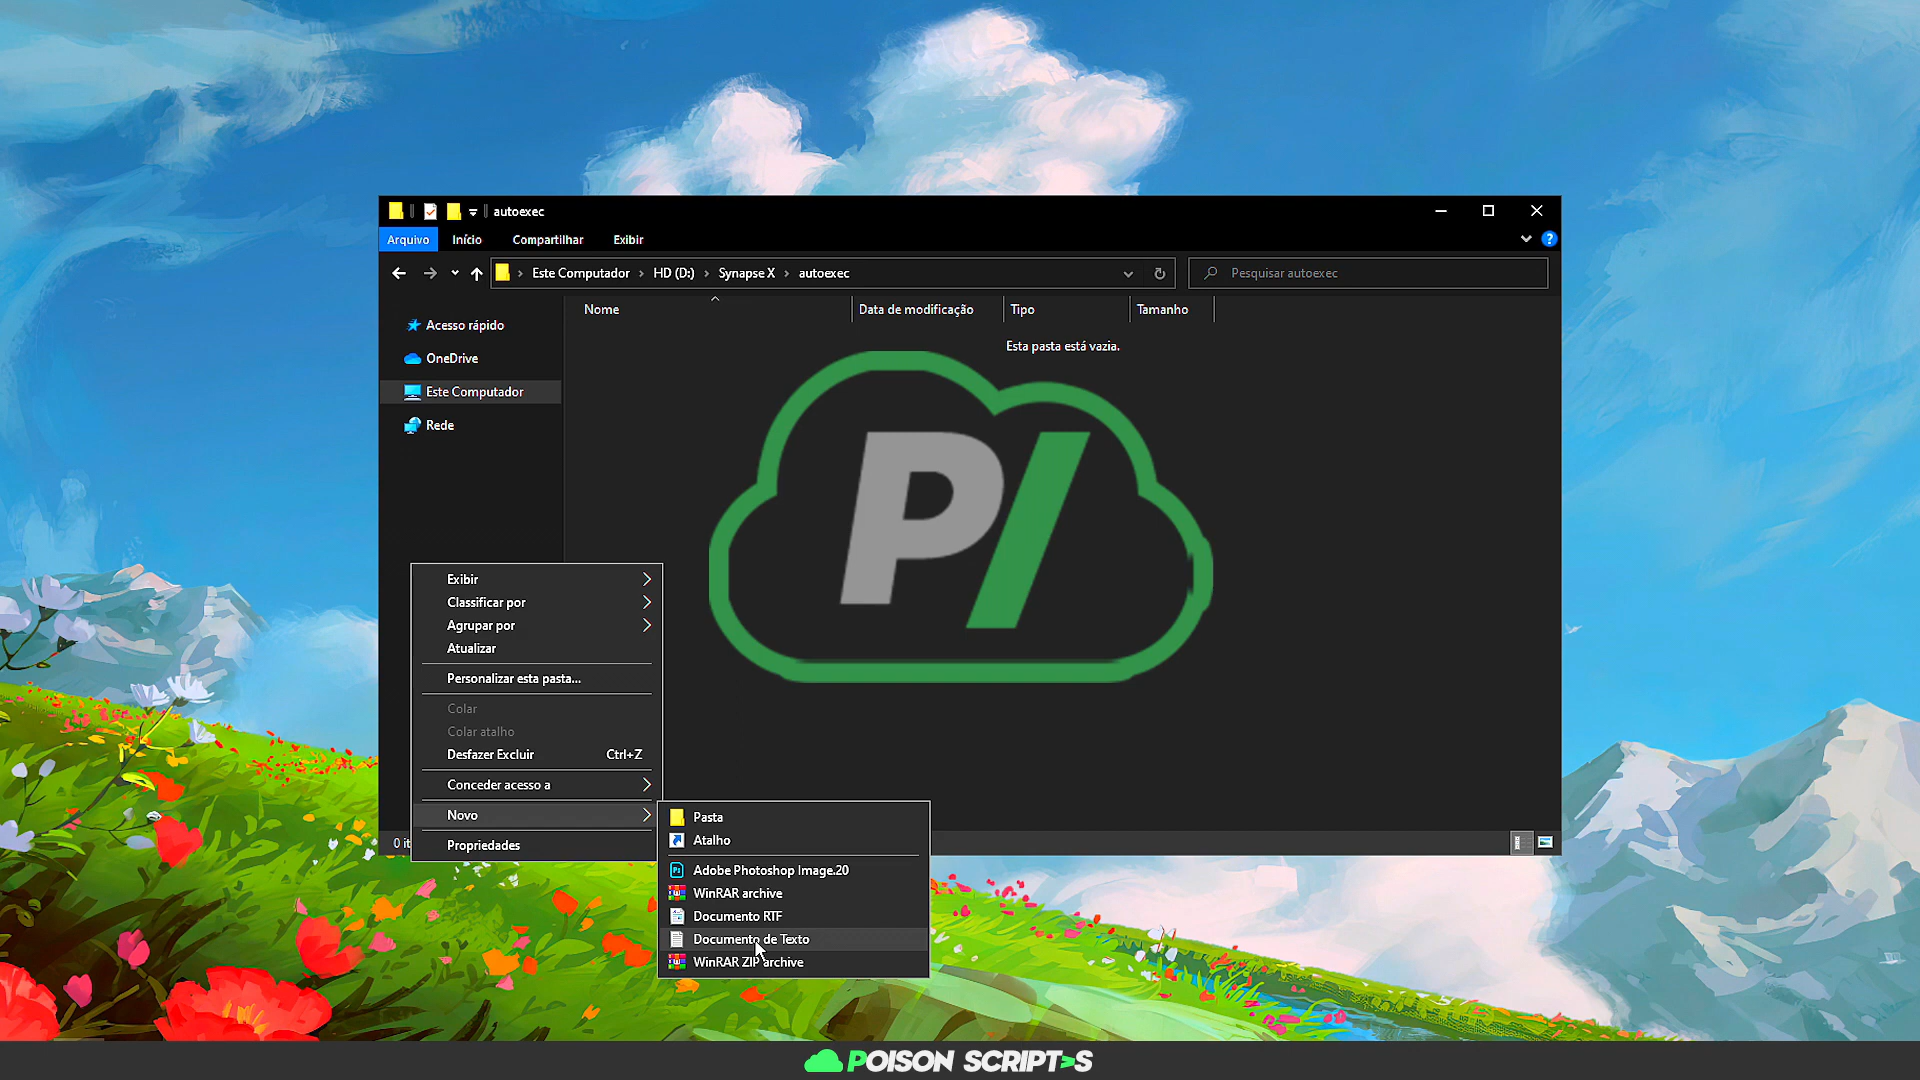 autoexec
Arquivo Início Compartilhar Exibir
Este Computador HD (D:) Synapse X autoexec
Pesquisar autoexec
Acesso rápido
OneDrive
Este Computador
Rede
Nome Data de modificação Tipo Tamanho
Esta pasta está vazia.
P/
0 it
Exibir
Classificar por
Agrupar por
Atualizar
Personalizar esta pasta...
Colar
Colar atalho
Desfazer Excluir Ctrl+Z
Conceder acesso a
Novo
Propriedades
Pasta
Atalho
Adobe Photoshop Image.20
WinRAR archive
Documento RTF
Documento de Texto
WinRAR ZIP archive
POISON SCRIPT>S